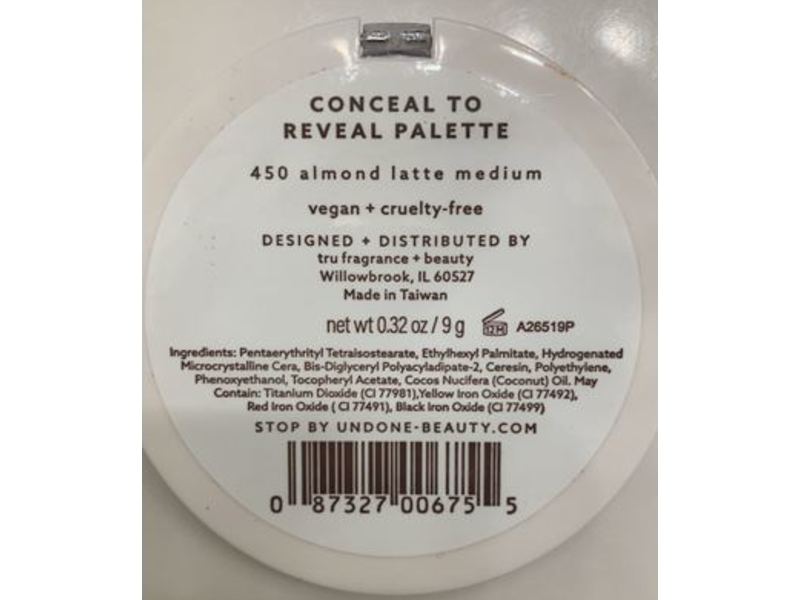 CONCEAL TO
REVEAL PALETTE
450 almond latte medium
vegan + cruelty-free
DESIGNED + DISTRIBUTED BY
tru fragrance + beauty
Willowbrook, IL 60527
Made in Taiwan
net wt 0.32 oz / 9 g 12M A26519P
Ingredients: Pentaerythrityl Tetraisostearate, Ethylhexyl Palmitate, Hydrogenated
Microcrystalline Cera, Bis-Diglyceryl Polyacyladipate-2, Ceresin, Polyethylene,
Phenoxyethanol, Tocopheryl Acetate, Cocos Nucifera (Coconut) Oil. May
Contain: Titanium Dioxide (CI 77981),Yellow Iron Oxide (CI 77492),
Red Iron Oxide ( CI 77491), Black Iron Oxide (CI 77499)
STOP BY UNDONE-BEAUTY.COM
0 87327 00675 5